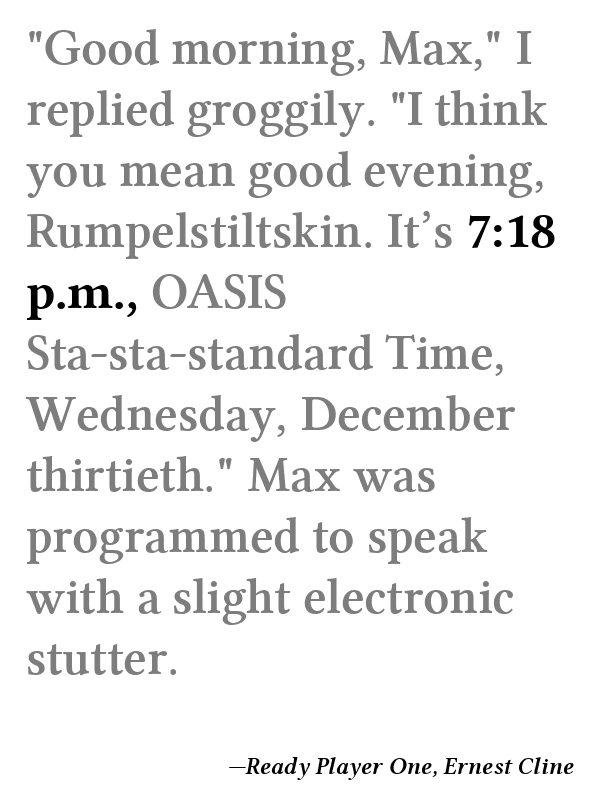 "Good morning, Max," I
replied groggily. "I think
you mean good evening,
Rumpelstiltskin. It’s 7:18
p.m., OASIS
Sta-sta-standard Time,
Wednesday, December
thirtieth." Max was
programmed to speak
with a slight electronic
stutter.
—Ready Player One, Ernest Cline